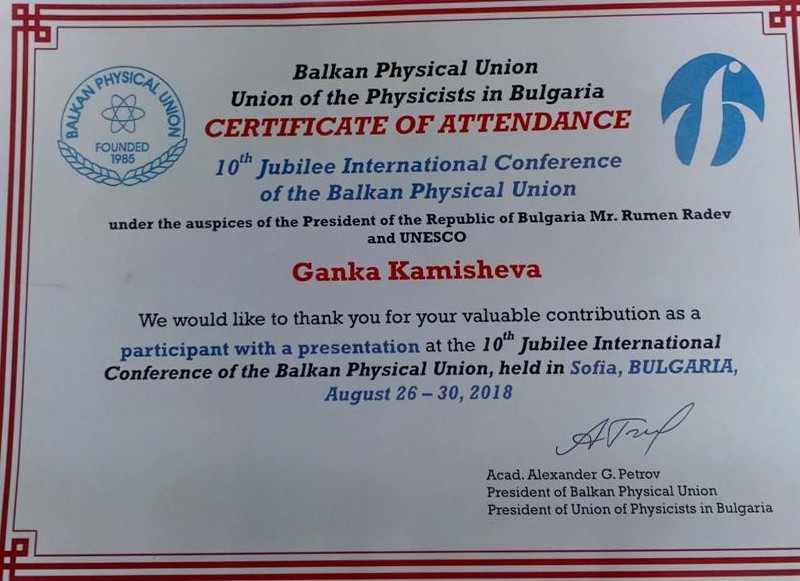 BALKAN PHYSICAL UNION
FOUNDED
1985
Balkan Physical Union
Union of the Physicists in Bulgaria
CERTIFICATE OF ATTENDANCE
10th Jubilee International Conference
of the Balkan Physical Union
under the auspices of the President of the Republic of Bulgaria Mr. Rumen Radev
and UNESCO
Ganka Kamisheva
We would like to thank you for your valuable contribution as a
participant with a presentation at the 10th Jubilee International
Conference of the Balkan Physical Union, held in Sofia, BULGARIA,
August 26 – 30, 2018
Acad. Alexander G. Petrov
President of Balkan Physical Union
President of Union of Physicists in Bulgaria